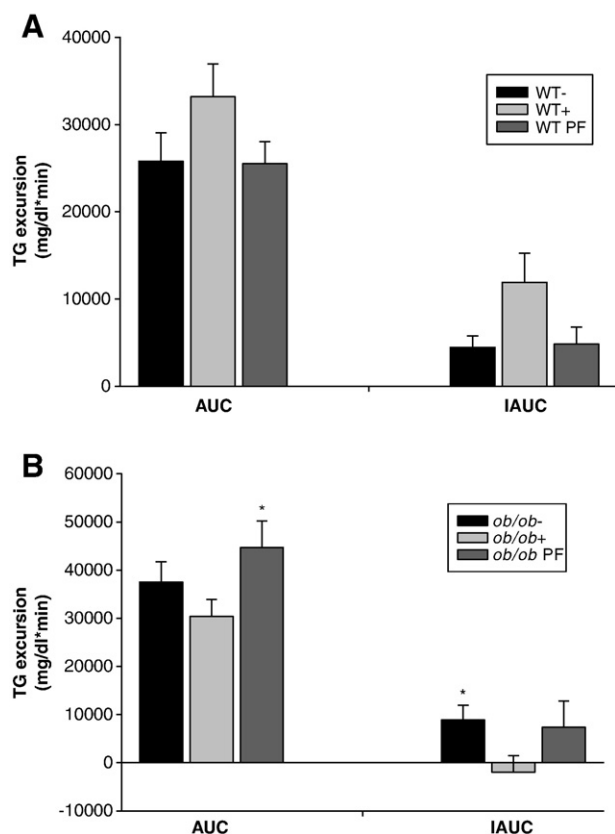 A
40000
30000
20000
10000
0
TG excursion
(mg/dl*min)
WT-
WT+
WT PF
AUC
IAUC
B
60000
50000
40000
30000
20000
10000
0
-10000
TG excursion
(mg/dl*min)
*
*
ob/ob-
ob/ob+
ob/ob PF
AUC
IAUC